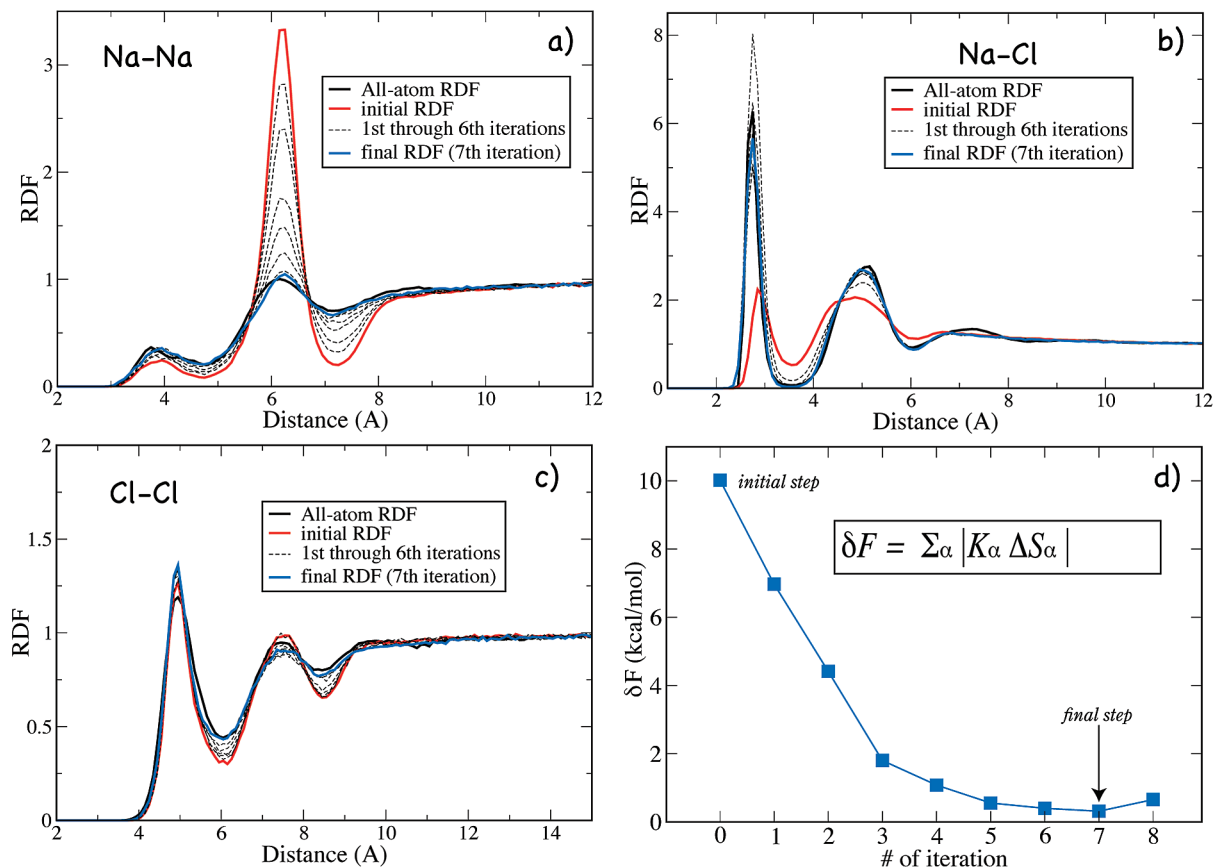 Na-Na
a)
All-atom RDF
initial RDF
1st through 6th iterations
final RDF (7th iteration)
RDF
3
2
1
0
2
4
6
8
10
12
Distance (A)
Na-Cl
b)
All-atom RDF
initial RDF
1st through 6th iterations
final RDF (7th iteration)
RDF
8
6
4
2
0
2
4
6
8
10
12
Distance (A)
Cl-Cl
c)
All-atom RDF
initial RDF
1st through 6th iterations
final RDF (7th iteration)
RDF
2
1.5
1
0.5
0
2
4
6
8
10
12
14
Distance (A)
d)
initial step
δF = Σα |Kα ΔSα |
final step
δF (kcal/mol)
10
8
6
4
2
0
0
1
2
3
4
5
6
7
8
# of iteration